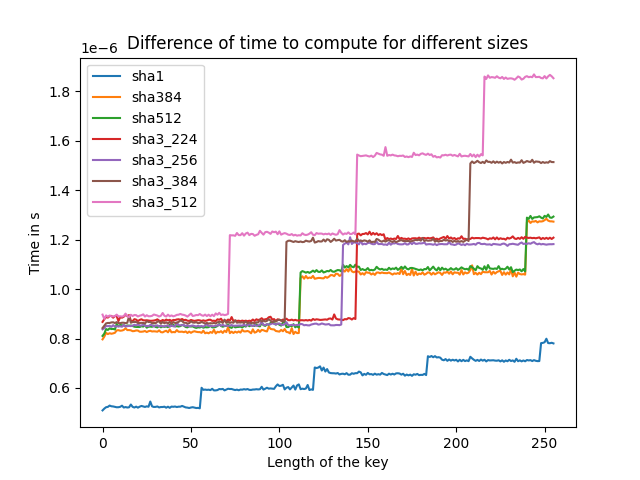 Difference of time to compute for different sizes
1e−6
sha1
sha384
sha512
sha3_224
sha3_256
sha3_384
sha3_512
1.8
1.6
1.4
1.2
1.0
0.8
0.6
Time in s
0 50 100 150 200 250
Length of the key